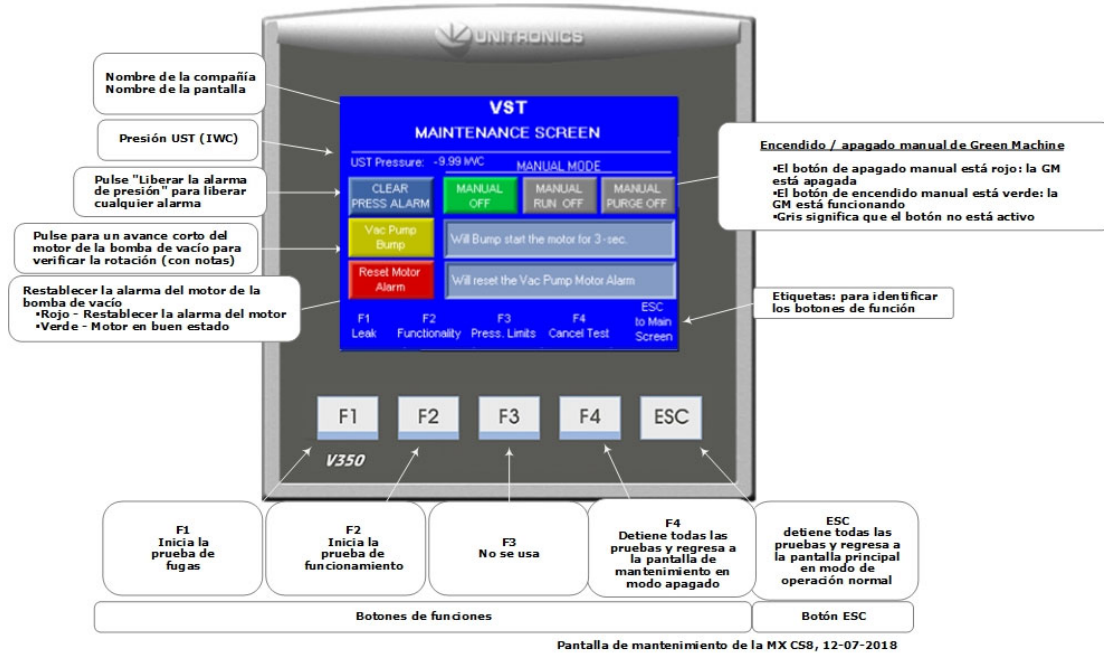 UNITRONICS
Nombre de la compañía
Nombre de la pantalla
Presión UST (IWC)
Pulse "Liberar la alarma
de presión" para liberar
cualquier alarma
Pulse para un avance corto del
motor de la bomba de vacío para
verificar la rotación (con notas)
Restablecer la alarma del motor de la
bomba de vacío
▪Rojo - Restablecer la alarma del motor
▪Verde - Motor en buen estado
VST
MAINTENANCE SCREEN
UST Pressure: -9.99 IWC
MANUAL MODE
CLEAR
PRESS ALARM
MANUAL
OFF
MANUAL
RUN OFF
MANUAL
PURGE OFF
Vac Pump
Bump
Will Bump start the motor for 3-sec.
Reset Motor
Alarm
Will reset the Vac Pump Motor Alarm
F1
Leak
F2
Functionality
F3
Press. Limits
F4
Cancel Test
ESC
to Main
Screen
Encendido / apagado manual de Green Machine
▪El botón de apagado manual está rojo: la GM
está apagada
▪El botón de encendido manual está verde: la
GM está funcionando
▪Gris significa que el botón no está activo
Etiquetas: para identificar
los botones de función
F1
F2
F3
F4
ESC
V350
F1
Inicia la
prueba de
fugas
F2
Inicia la
prueba de
funcionamiento
F3
No se usa
F4
Detiene todas las
pruebas y regresa a
la pantalla de
mantenimiento en
modo apagado
ESC
detiene todas las
pruebas y regresa a
la pantalla principal
en modo de
operación normal
Botones de funciones
Botón ESC
Pantalla de mantenimiento de la MX CS8, 12-07-2018